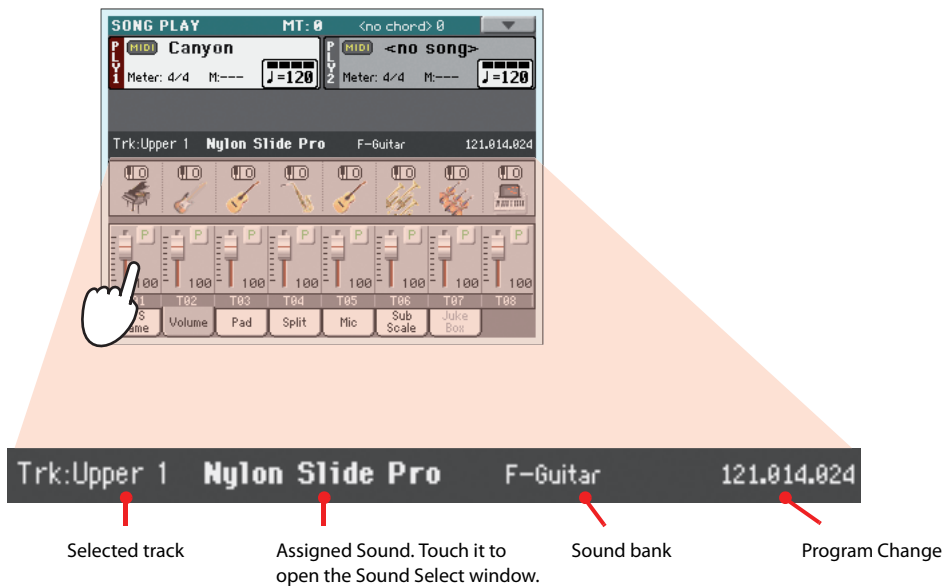 SONG PLAY MT: 0 <no chord> 0
PLY1 MIDI Canyon
Meter: 4/4 M:--- ♩=120
PLY2 MIDI <no song>
Meter: 4/4 M:--- ♩=120
Trk:Upper 1 Nylon Slide Pro F-Guitar 121.014.024
P P P P P P P P
100 100 100 100 100 100 100 100
T02 T03 T04 T05 T06 T07 T08
Volume Pad Split Mic Sub Scale Juke Box
Trk:Upper 1 Nylon Slide Pro F-Guitar 121.014.024
Selected track
Assigned Sound. Touch it to
open the Sound Select window.
Sound bank
Program Change